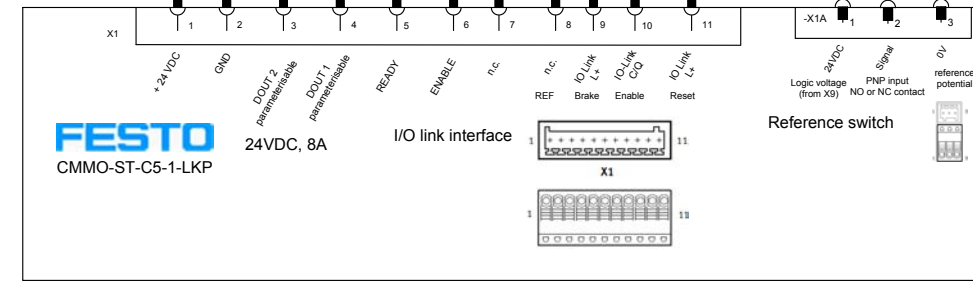 X1
1 2 3 4 5 6 7 8 9 10 11
+ 24 VDC
GND
DOUT 2
parameterisable
DOUT 1
parameterisable
READY
ENABLE
n.c.
n.c.
IO Link
L+
IO-Link
C/Q
IO Link
L+
REF Brake Enable Reset
-X1A 1 2 3
24VDC
Signal
0V
Logic voltage
(from X9)
PNP input
NO or NC contact
reference
potential
Reference switch
FESTO
CMMO-ST-C5-1-LKP
24VDC, 8A
I/O link interface
1 11
X1
1 11